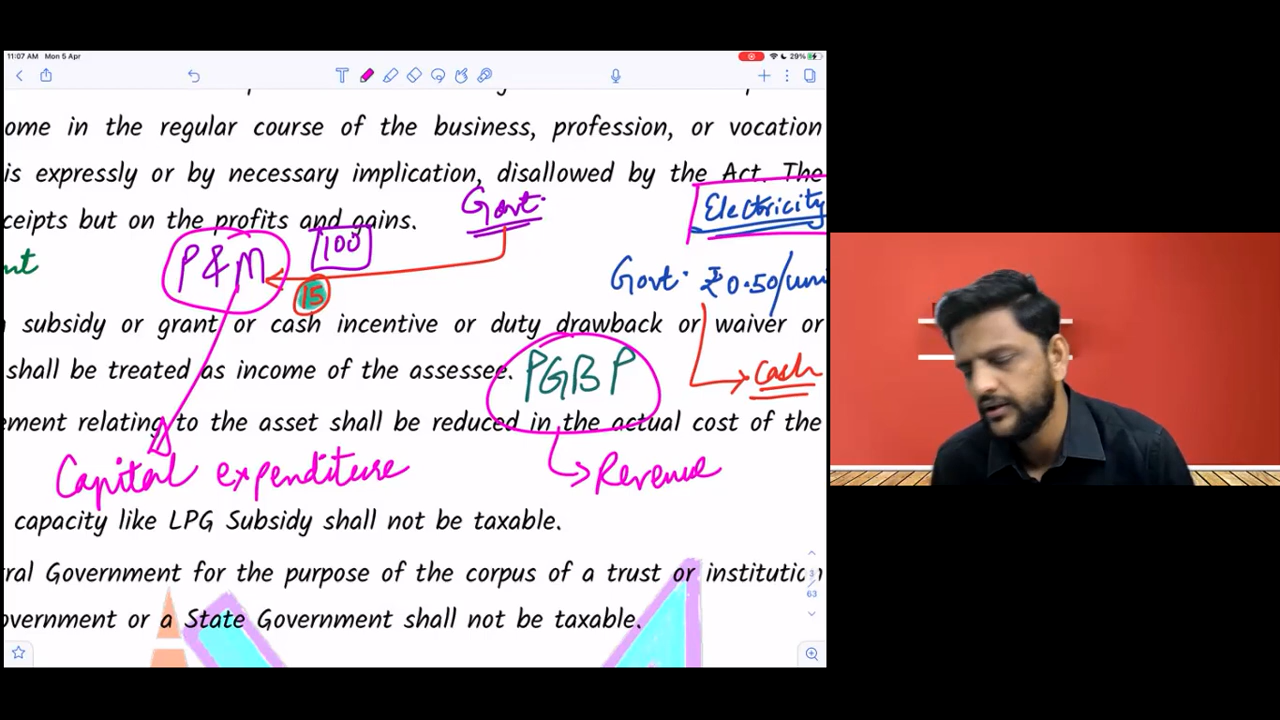 11:07 AM Mon 5 Apr 29%
ome in the regular course of the business, profession, or vocation
is expressly or by necessary implication, disallowed by the Act. The
ceipts but on the profits and gains.
Govt.
Electricity
100
P&M
15
Govt. ₹0.50/uni
nt
subsidy or grant or cash incentive or duty drawback or waiver or
shall be treated as income of the assessee.
PGBP
Cash
ement relating to the asset shall be reduced in the actual cost of the
Capital expenditure
Revenue
capacity like LPG Subsidy shall not be taxable.
ral Government for the purpose of the corpus of a trust or institution
overnment or a State Government shall not be taxable.
3
/
63